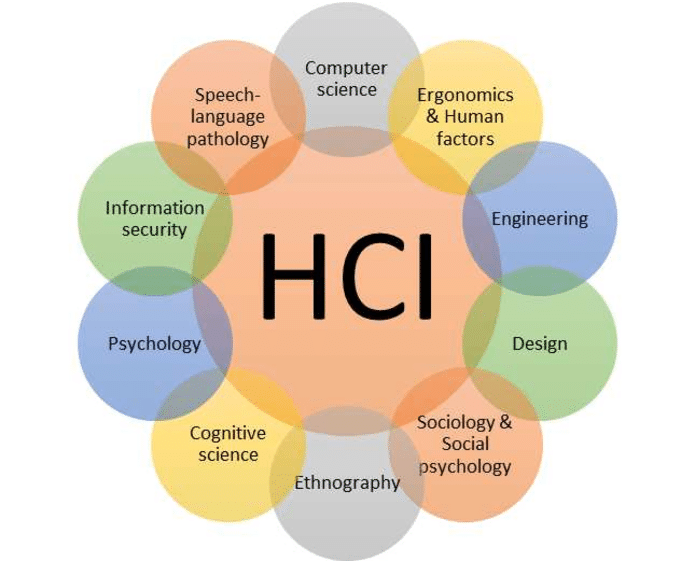 Computer
science
Ergonomics
& Human
factors
Engineering
Design
Sociology &
Social
psychology
Ethnography
Cognitive
science
Psychology
Information
security
Speech-
language
pathology
HCI